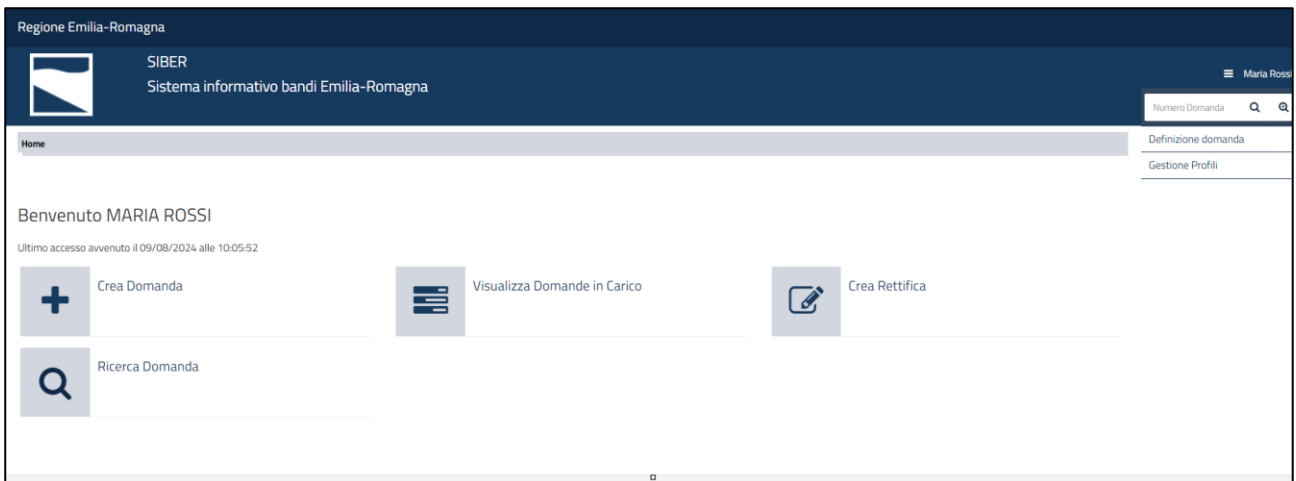 Regione Emilia-Romagna
SIBER
Sistema informativo bandi Emilia-Romagna
Maria Rossi
Numero Domanda
Home
Definizione domanda
Gestione Profili
Benvenuto MARIA ROSSI
Ultimo accesso avvenuto il 09/08/2024 alle 10:05:52
Crea Domanda
Visualizza Domande in Carico
Crea Rettifica
Ricerca Domanda